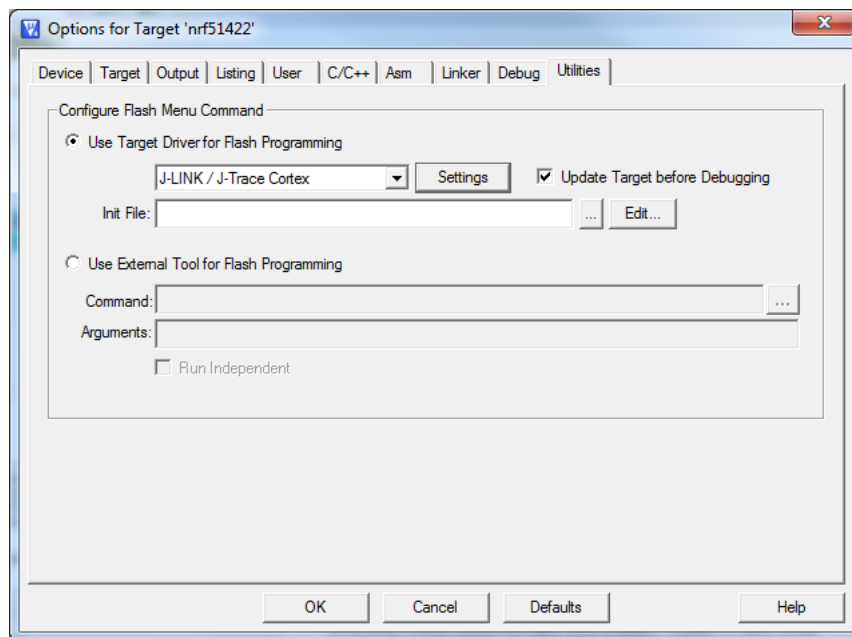 Options for Target 'nrf51422'
Device Target Output Listing User C/C++ Asm Linker Debug Utilities
Configure Flash Menu Command
Use Target Driver for Flash Programming
J-LINK / J-Trace Cortex Settings Update Target before Debugging
Init File: ... Edit...
Use External Tool for Flash Programming
Command: ...
Arguments:
Run Independent
OK Cancel Defaults Help